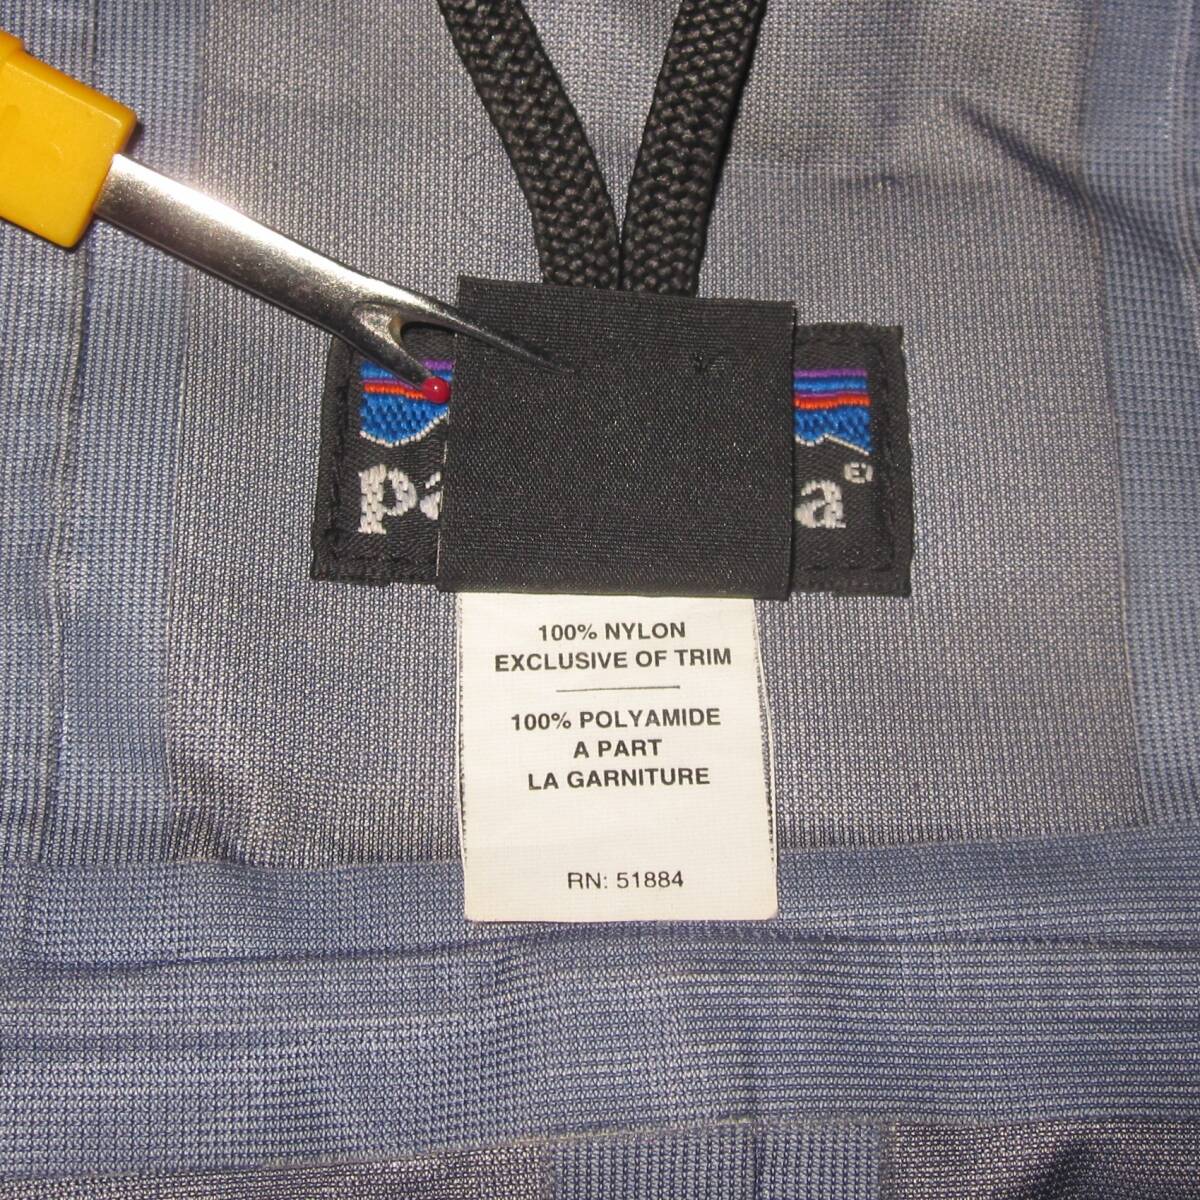 100% NYLON
EXCLUSIVE OF TRIM
100% POLYAMIDE
A PART
LA GARNITURE
RN: 51884